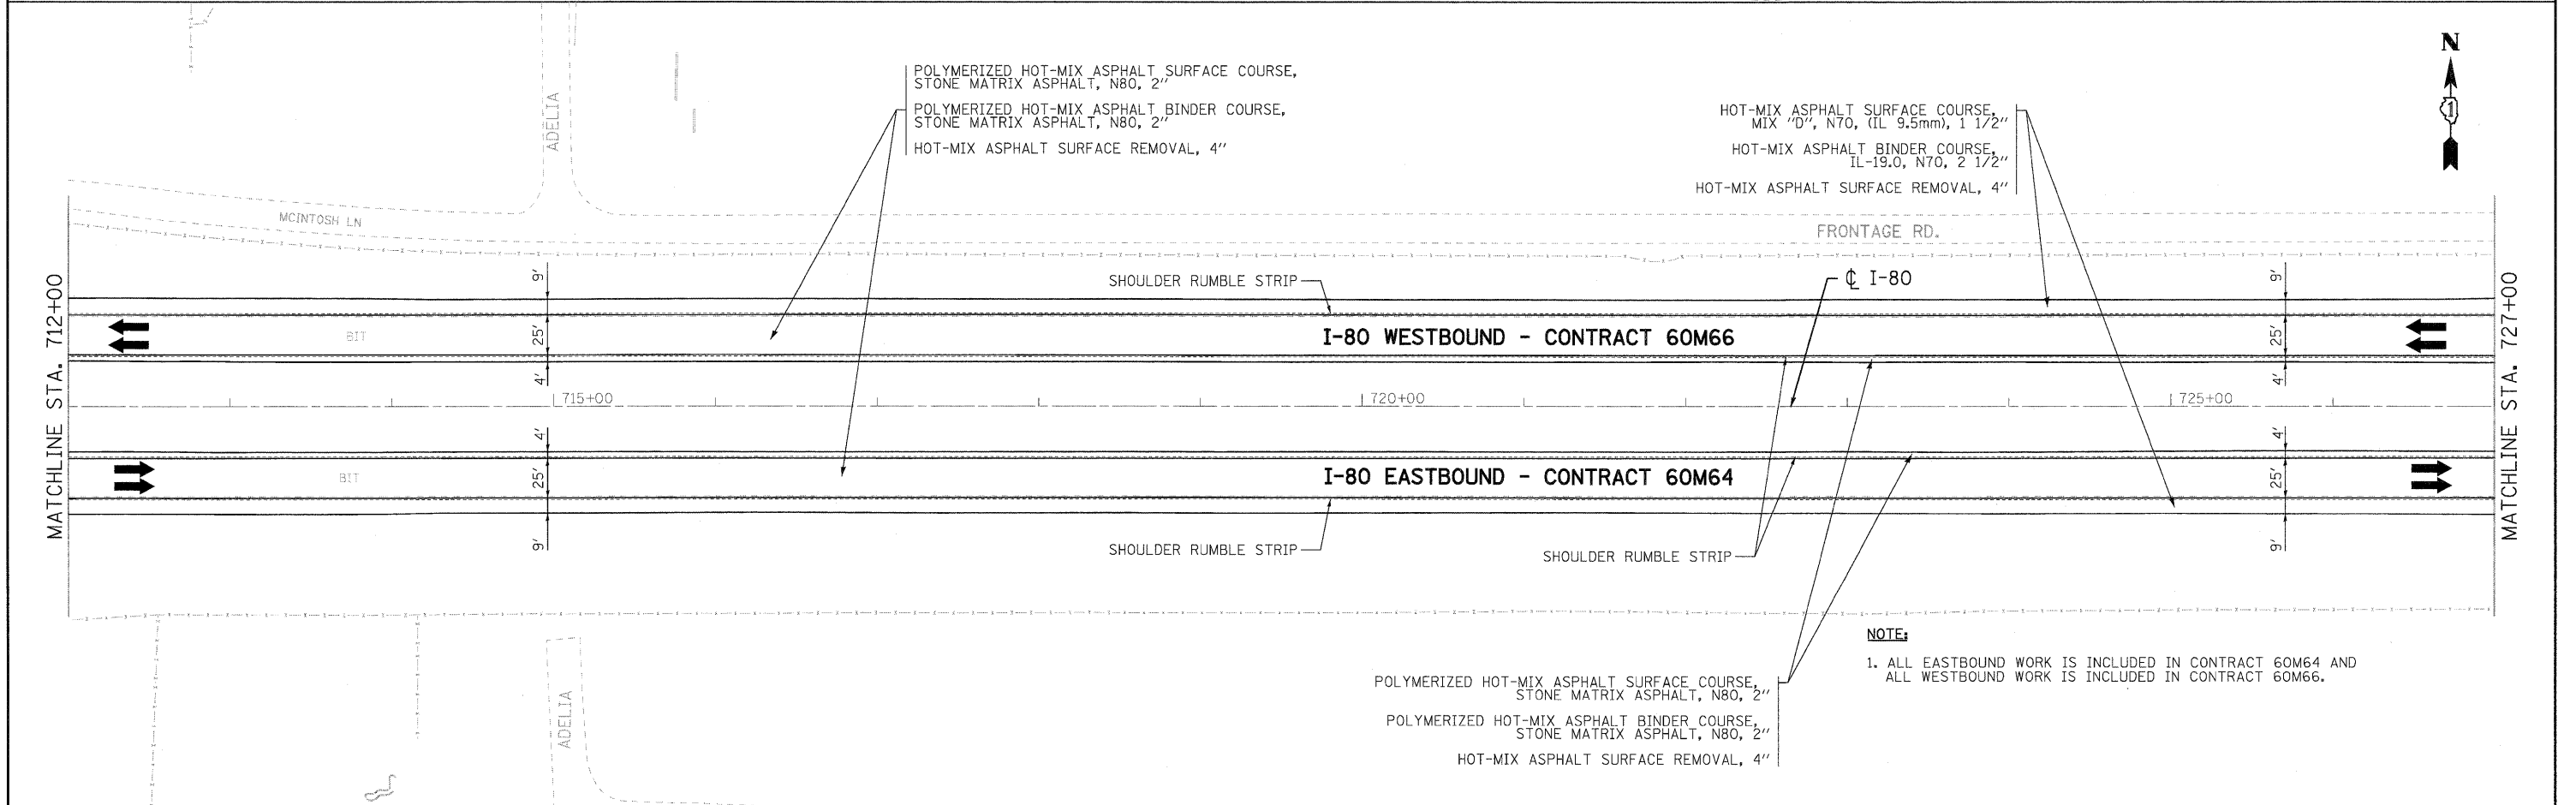 N
1
POLYMERIZED HOT-MIX ASPHALT SURFACE COURSE,
STONE MATRIX ASPHALT, N80, 2"
POLYMERIZED HOT-MIX ASPHALT BINDER COURSE,
STONE MATRIX ASPHALT, N80, 2"
HOT-MIX ASPHALT SURFACE REMOVAL, 4"
HOT-MIX ASPHALT SURFACE COURSE,
MIX "D", N70, (IL 9.5mm), 1 1/2"
HOT-MIX ASPHALT BINDER COURSE,
IL-19.0, N70, 2 1/2"
HOT-MIX ASPHALT SURFACE REMOVAL, 4"
ADELIA
MCINTOSH LN
FRONTAGE RD.
MATCHLINE STA. 712+00
9'
SHOULDER RUMBLE STRIP
℄ I-80
9'
MATCHLINE STA. 727+00
BIT
25'
I-80 WESTBOUND - CONTRACT 60M66
25'
4'
4'
715+00
720+00
725+00
4'
4'
BIT
25'
I-80 EASTBOUND - CONTRACT 60M64
25'
9'
SHOULDER RUMBLE STRIP
SHOULDER RUMBLE STRIP
9'
ADELIA
POLYMERIZED HOT-MIX ASPHALT SURFACE COURSE,
STONE MATRIX ASPHALT, N80, 2"
POLYMERIZED HOT-MIX ASPHALT BINDER COURSE,
STONE MATRIX ASPHALT, N80, 2"
HOT-MIX ASPHALT SURFACE REMOVAL, 4"
NOTE:
1. ALL EASTBOUND WORK IS INCLUDED IN CONTRACT 60M64 AND
ALL WESTBOUND WORK IS INCLUDED IN CONTRACT 60M66.